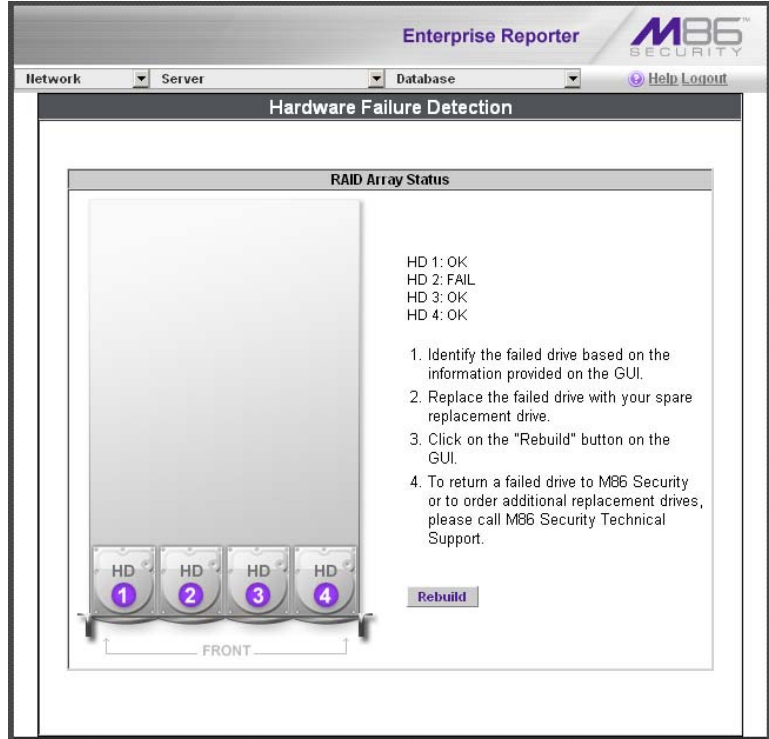 Enterprise Reporter
M86™
SECURITY
Network Server Database Help Logout
Hardware Failure Detection
RAID Array Status
HD 1: OK
HD 2: FAIL
HD 3: OK
HD 4: OK
1. Identify the failed drive based on the
information provided on the GUI.
2. Replace the failed drive with your spare
replacement drive.
3. Click on the "Rebuild" button on the
GUI.
4. To return a failed drive to M86 Security
or to order additional replacement drives,
please call M86 Security Technical
Support.
HD HD HD HD
1 2 3 4
Rebuild
FRONT